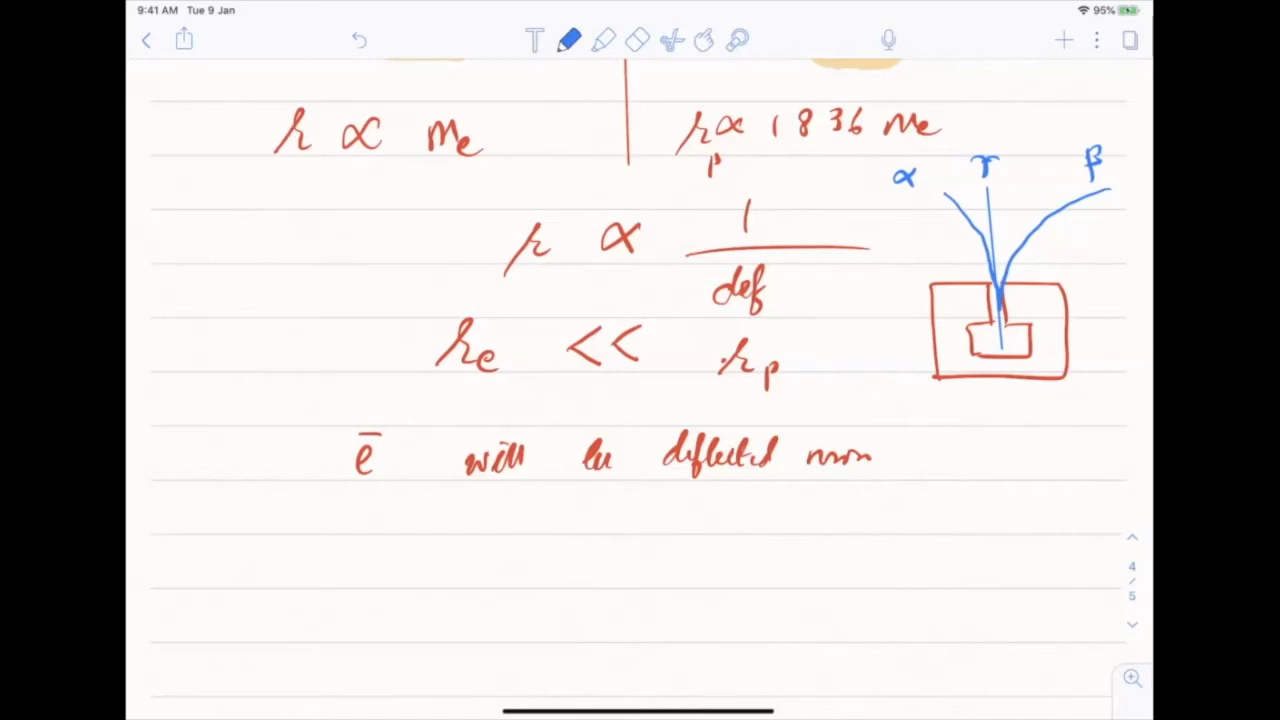 9:41 AM Tue 9 Jan
95%
r ∝ me
rp ∝ 1836 me
α γ β
r ∝ 1/def
re << rp
e̅ will be deflected more
4
/
5